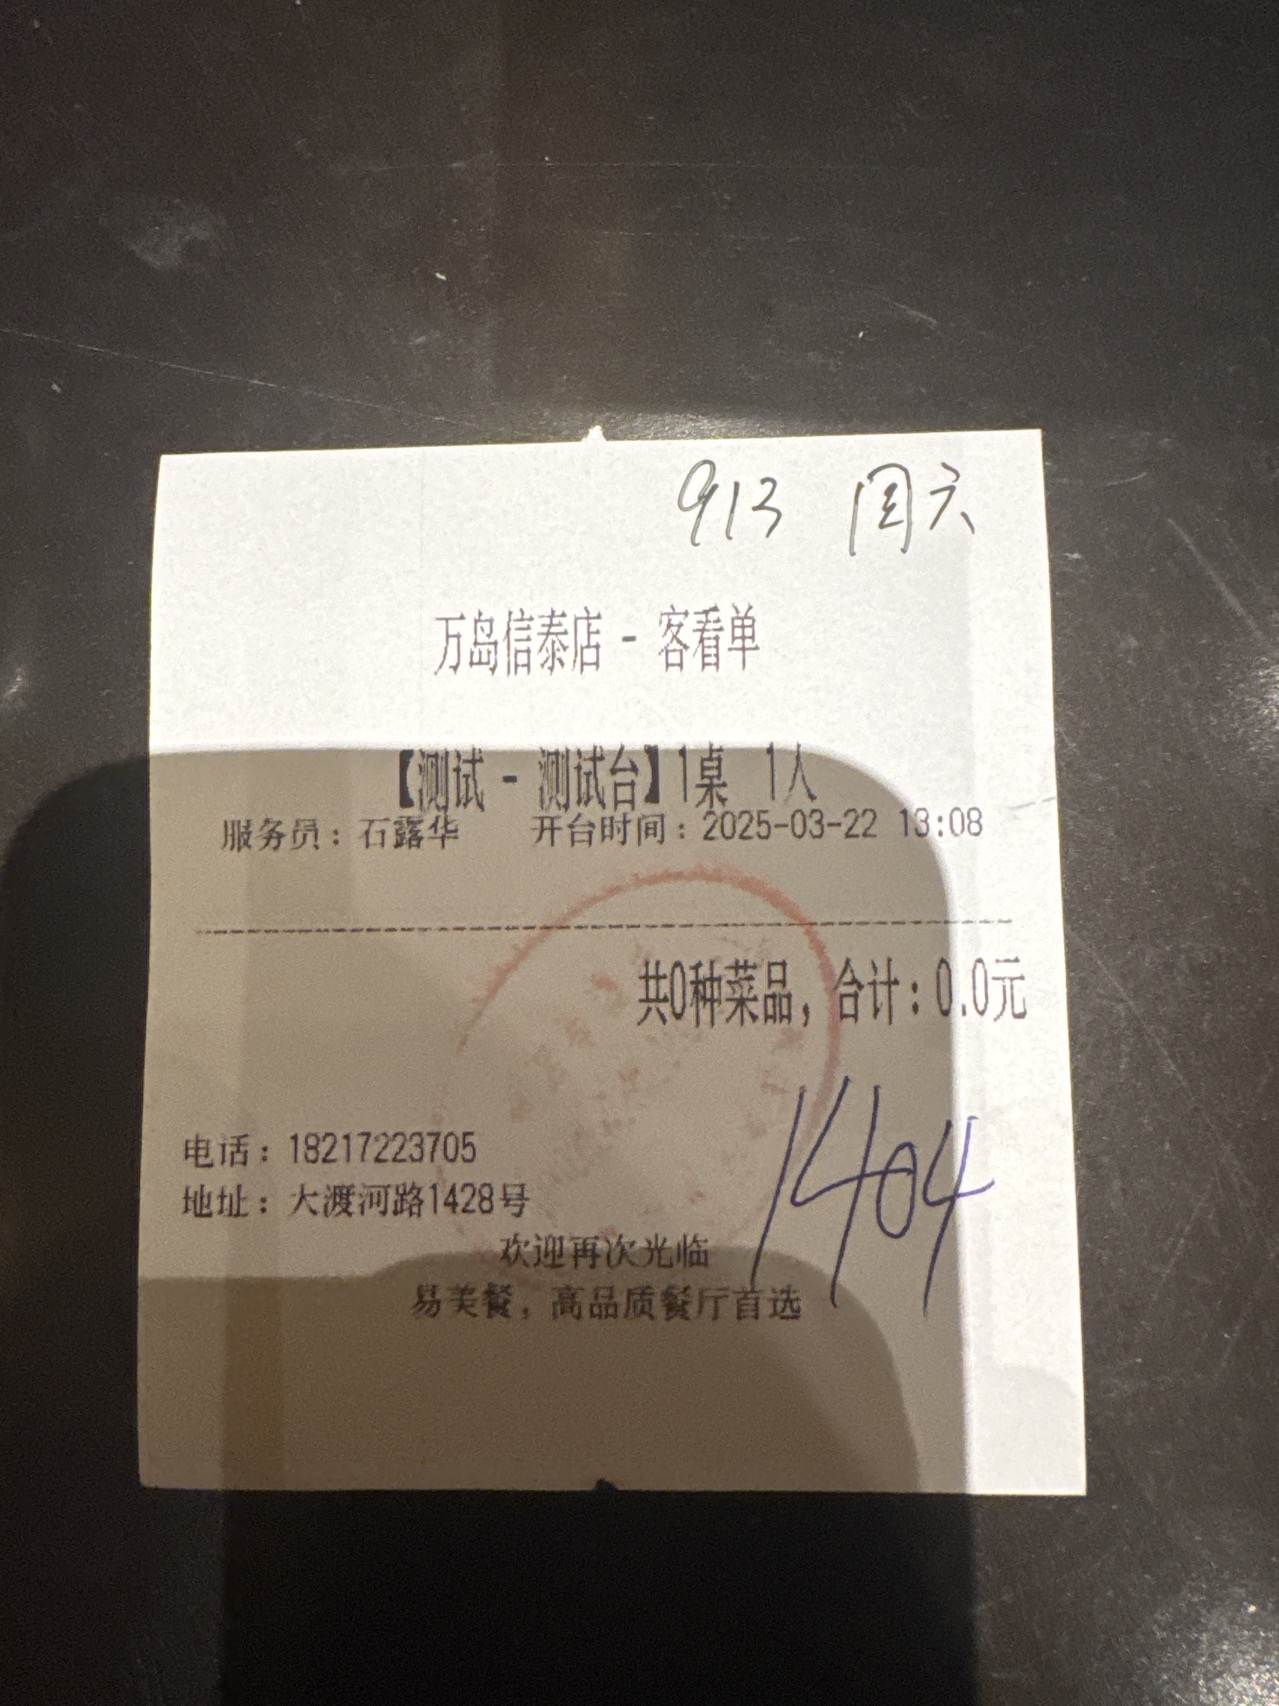 913 周六
万岛信泰店 - 客看单
【测试 - 测试台】1桌 1人
服务员：石露华 开台时间：2025-03-22 13:08
共0种菜品，合计：0.0元
1404
电话：18217223705
地址：大渡河路1428号
欢迎再次光临
易美餐，高品质餐厅首选